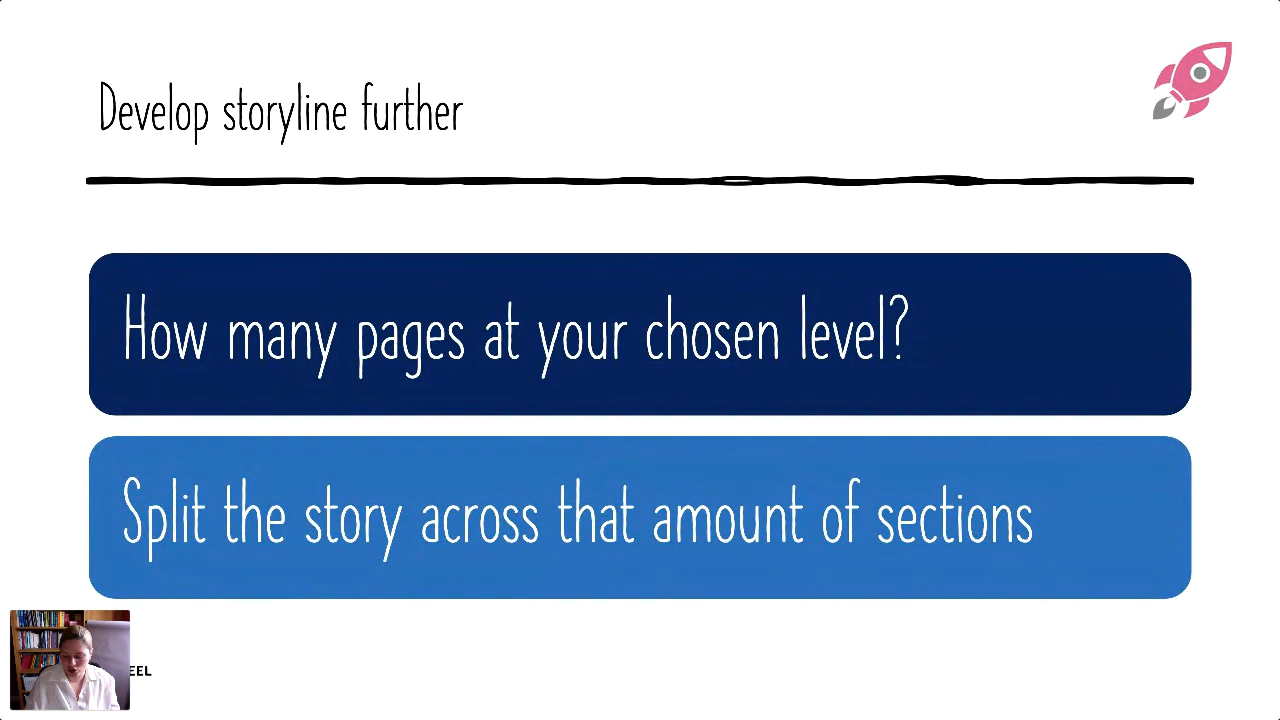 Develop storyline further
How many pages at your chosen level?
Split the story across that amount of sections
EEL